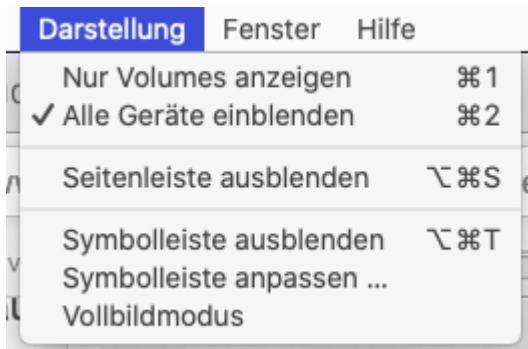 Darstellung Fenster Hilfe
Nur Volumes anzeigen ⌘1
✓ Alle Geräte einblenden ⌘2
Seitenleiste ausblenden ⌥⌘S
Symbolleiste ausblenden ⌥⌘T
Symbolleiste anpassen ...
Vollbildmodus